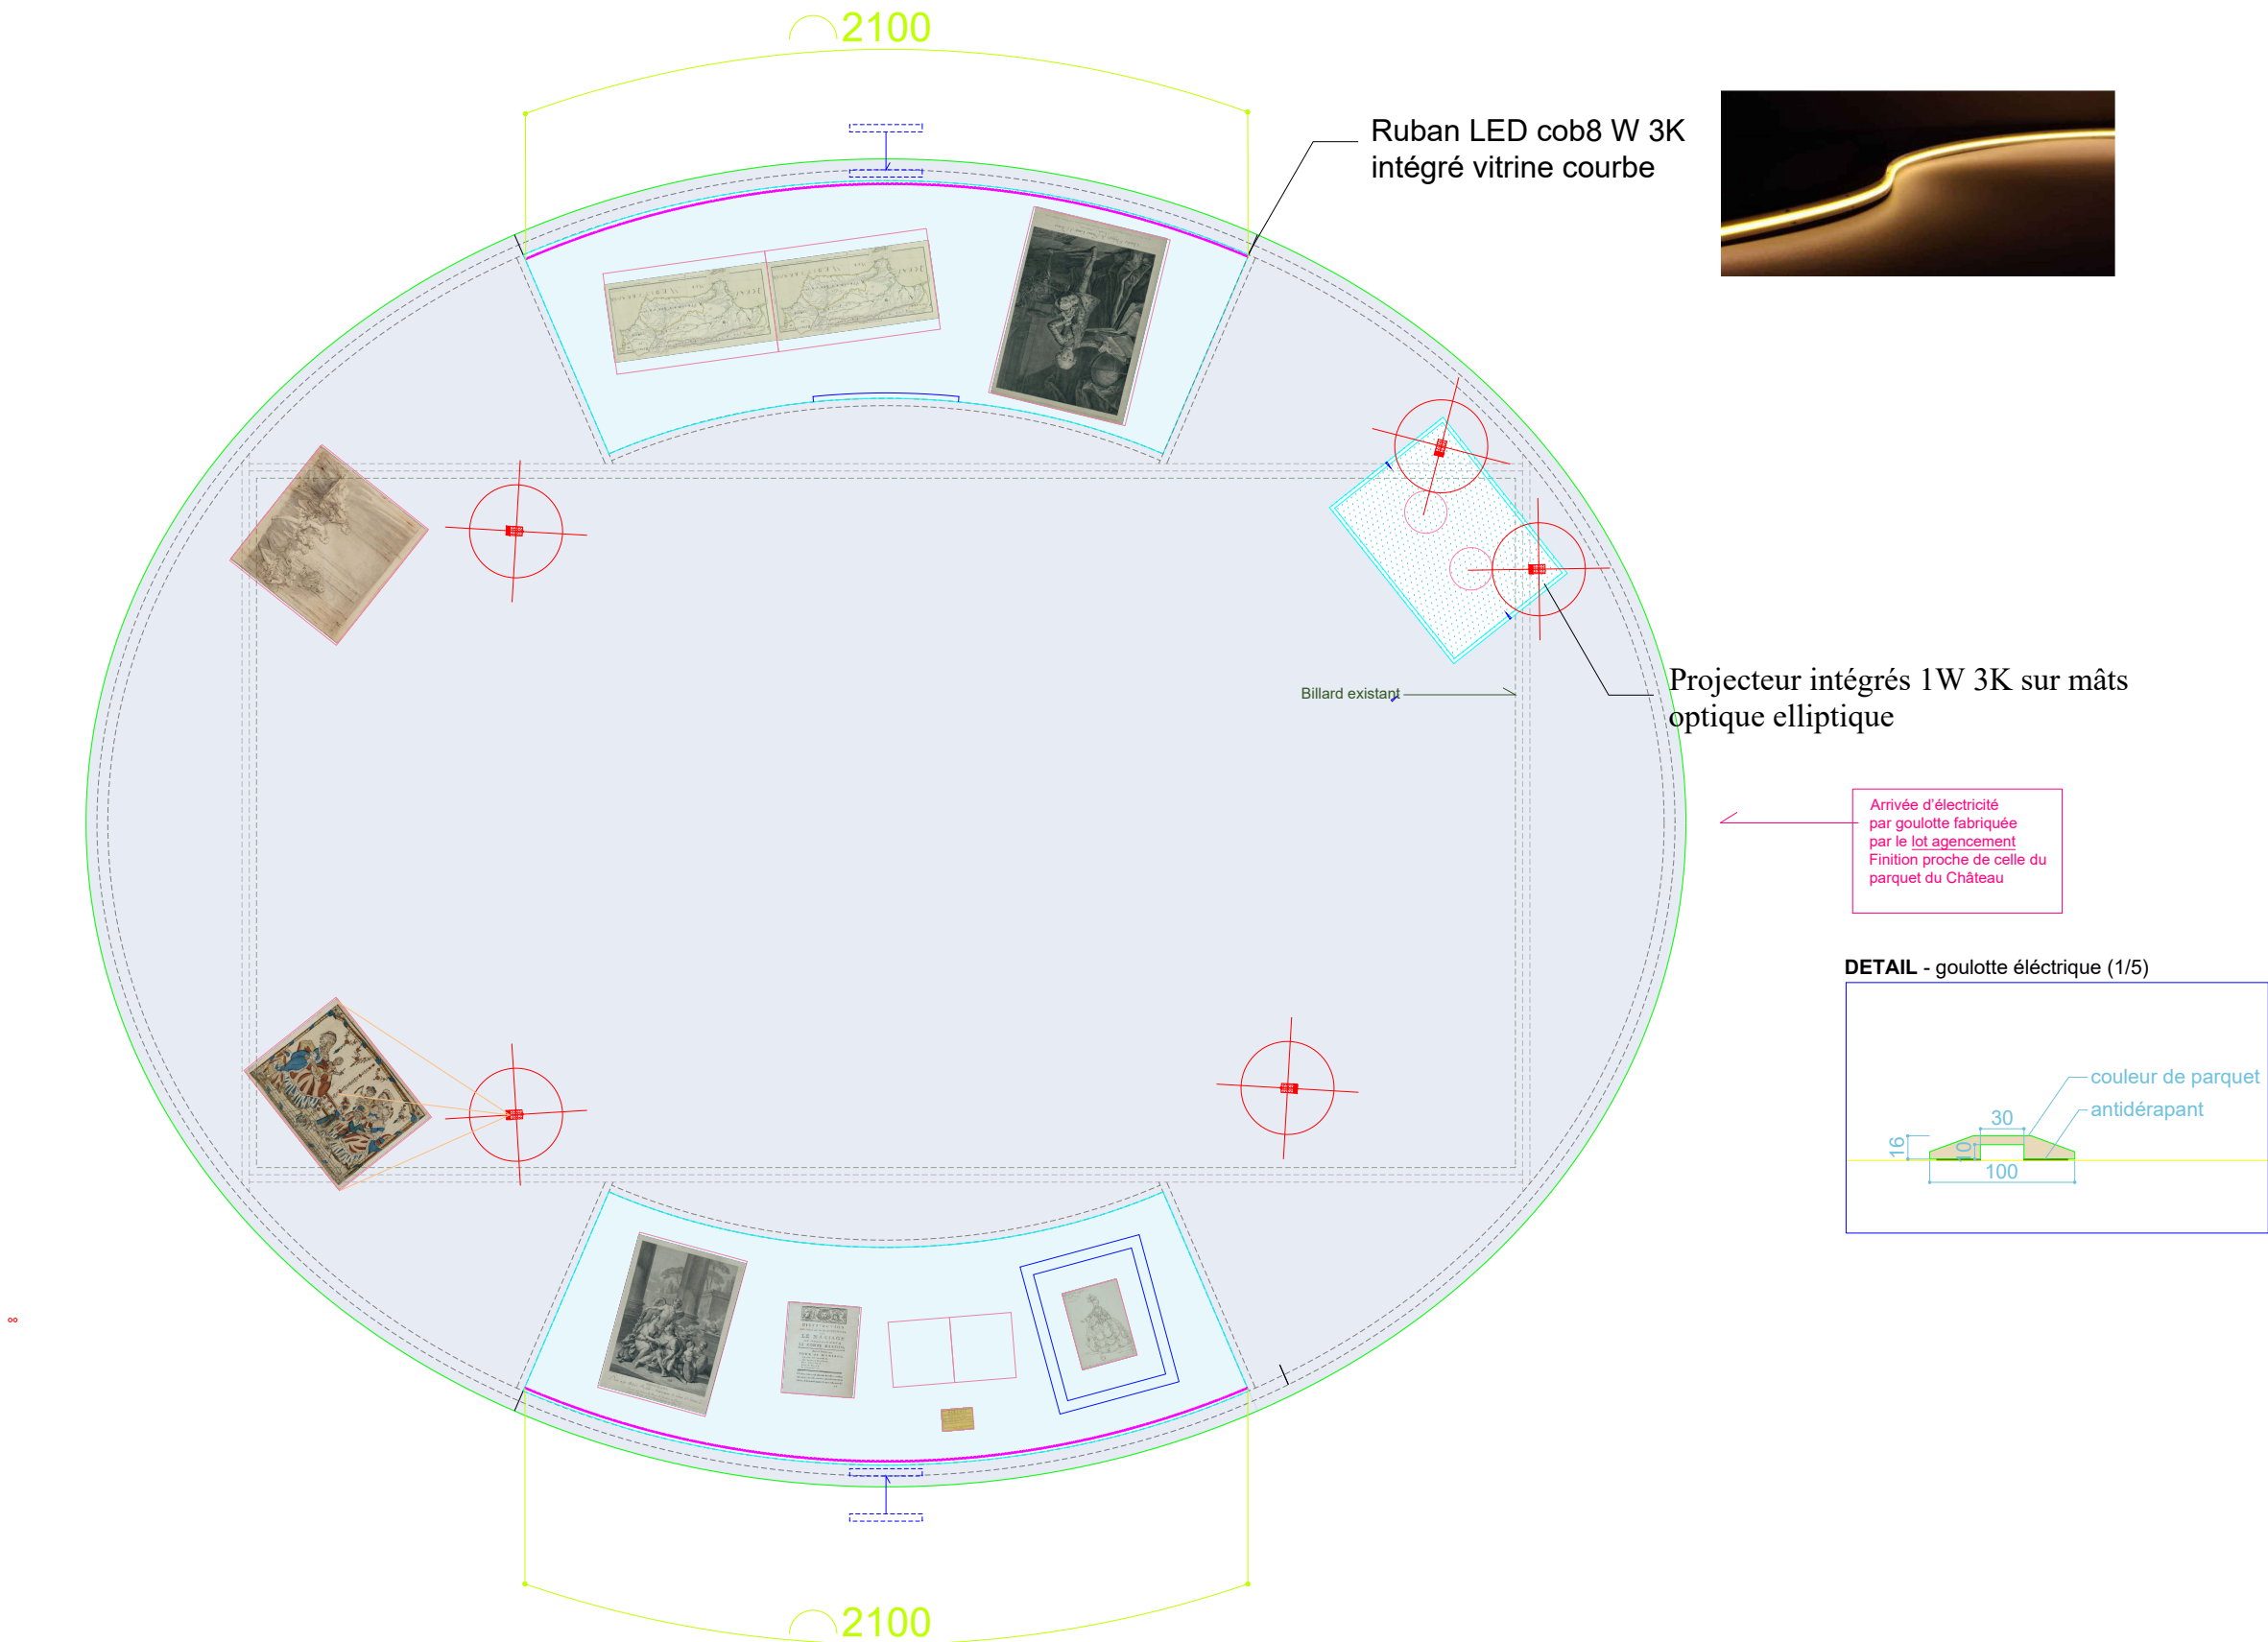 2100
Ruban LED cob8 W 3K
intégré vitrine courbe
Billard existant
Projecteur intégrés 1W 3K sur mâts
optique elliptique
Arrivée d'électricité
par goulotte fabriquée
par le lot agencement
Finition proche de celle du
parquet du Château
DETAIL - goulotte éléctrique (1/5)
couleur de parquet
antidérapant
30
16
10
100
2100